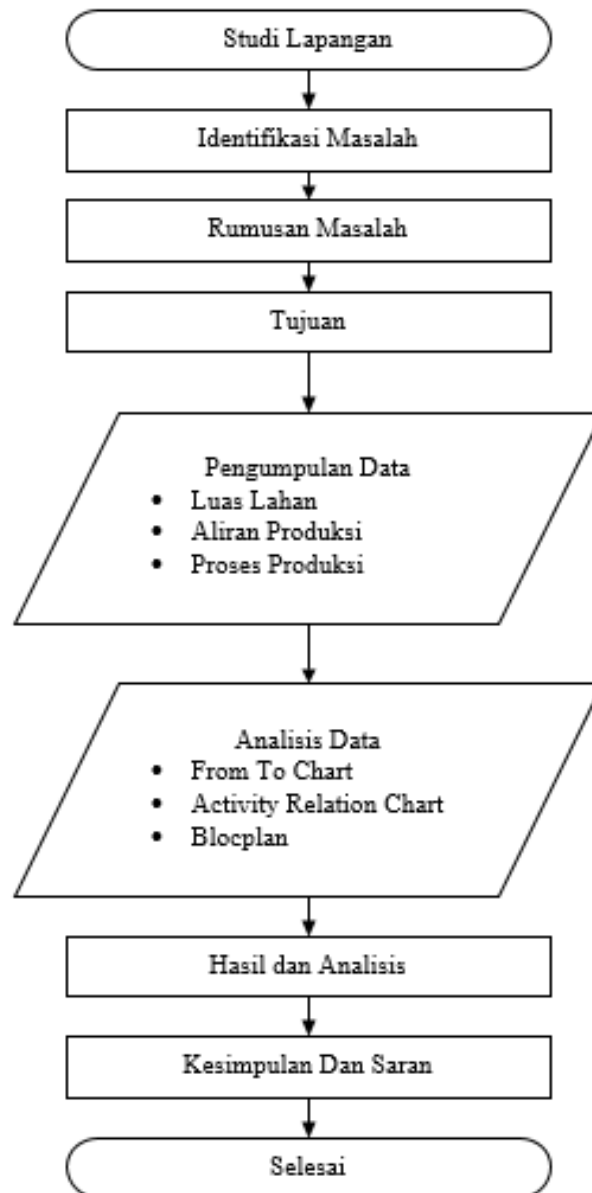 Studi Lapangan
Identifikasi Masalah
Rumusan Masalah
Tujuan
Pengumpulan Data
• Luas Lahan
• Aliran Produksi
• Proses Produksi
Analisis Data
• From To Chart
• Activity Relation Chart
• Blocplan
Hasil dan Analisis
Kesimpulan Dan Saran
Selesai